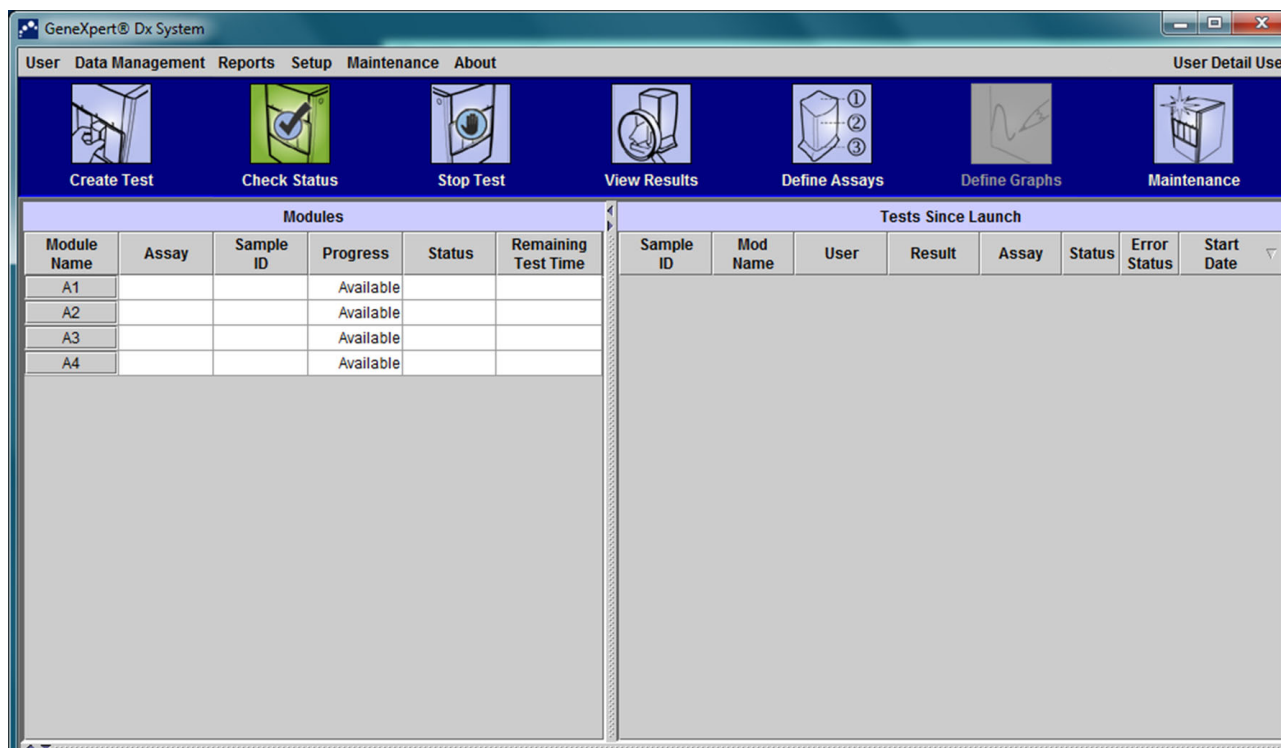 GeneXpert® Dx System
User Data Management Reports Setup Maintenance About User Detail Use
① ② ③
Create Test Check Status Stop Test View Results Define Assays Define Graphs Maintenance
Modules
Module Name Assay Sample ID Progress Status Remaining Test Time
A1 Available
A2 Available
A3 Available
A4 Available
Tests Since Launch
Sample ID Mod Name User Result Assay Status Error Status Start Date